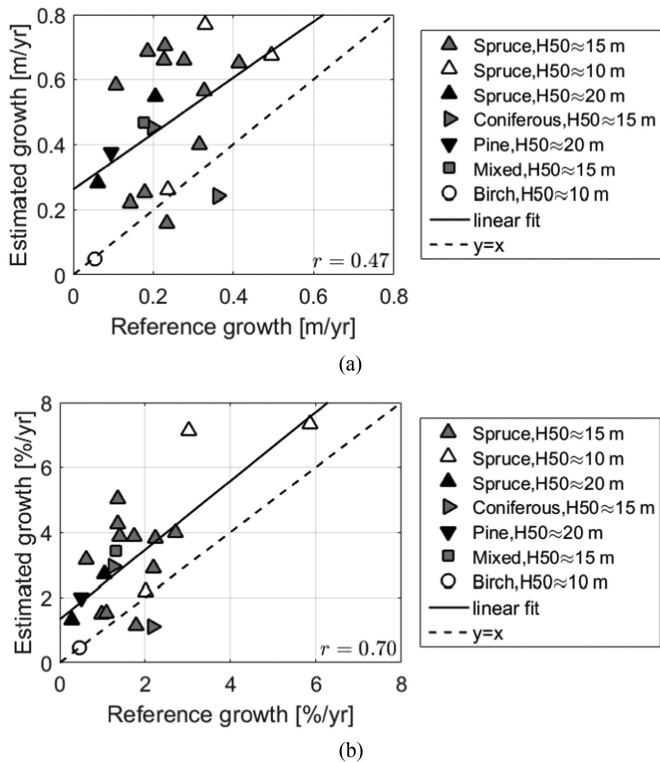 0.8
0.6
0.4
0.2
0
Estimated growth [m/yr]
0 0.2 0.4 0.6 0.8
Reference growth [m/yr]
r = 0.47
Spruce,H50≈15 m
Spruce,H50≈10 m
Spruce,H50≈20 m
Coniferous,H50≈15 m
Pine,H50≈20 m
Mixed,H50≈15 m
Birch,H50≈10 m
linear fit
y=x
(a)
8
6
4
2
0
Estimated growth [%/yr]
0 2 4 6 8
Reference growth [%/yr]
r = 0.70
Spruce,H50≈15 m
Spruce,H50≈10 m
Spruce,H50≈20 m
Coniferous,H50≈15 m
Pine,H50≈20 m
Mixed,H50≈15 m
Birch,H50≈10 m
linear fit
y=x
(b)